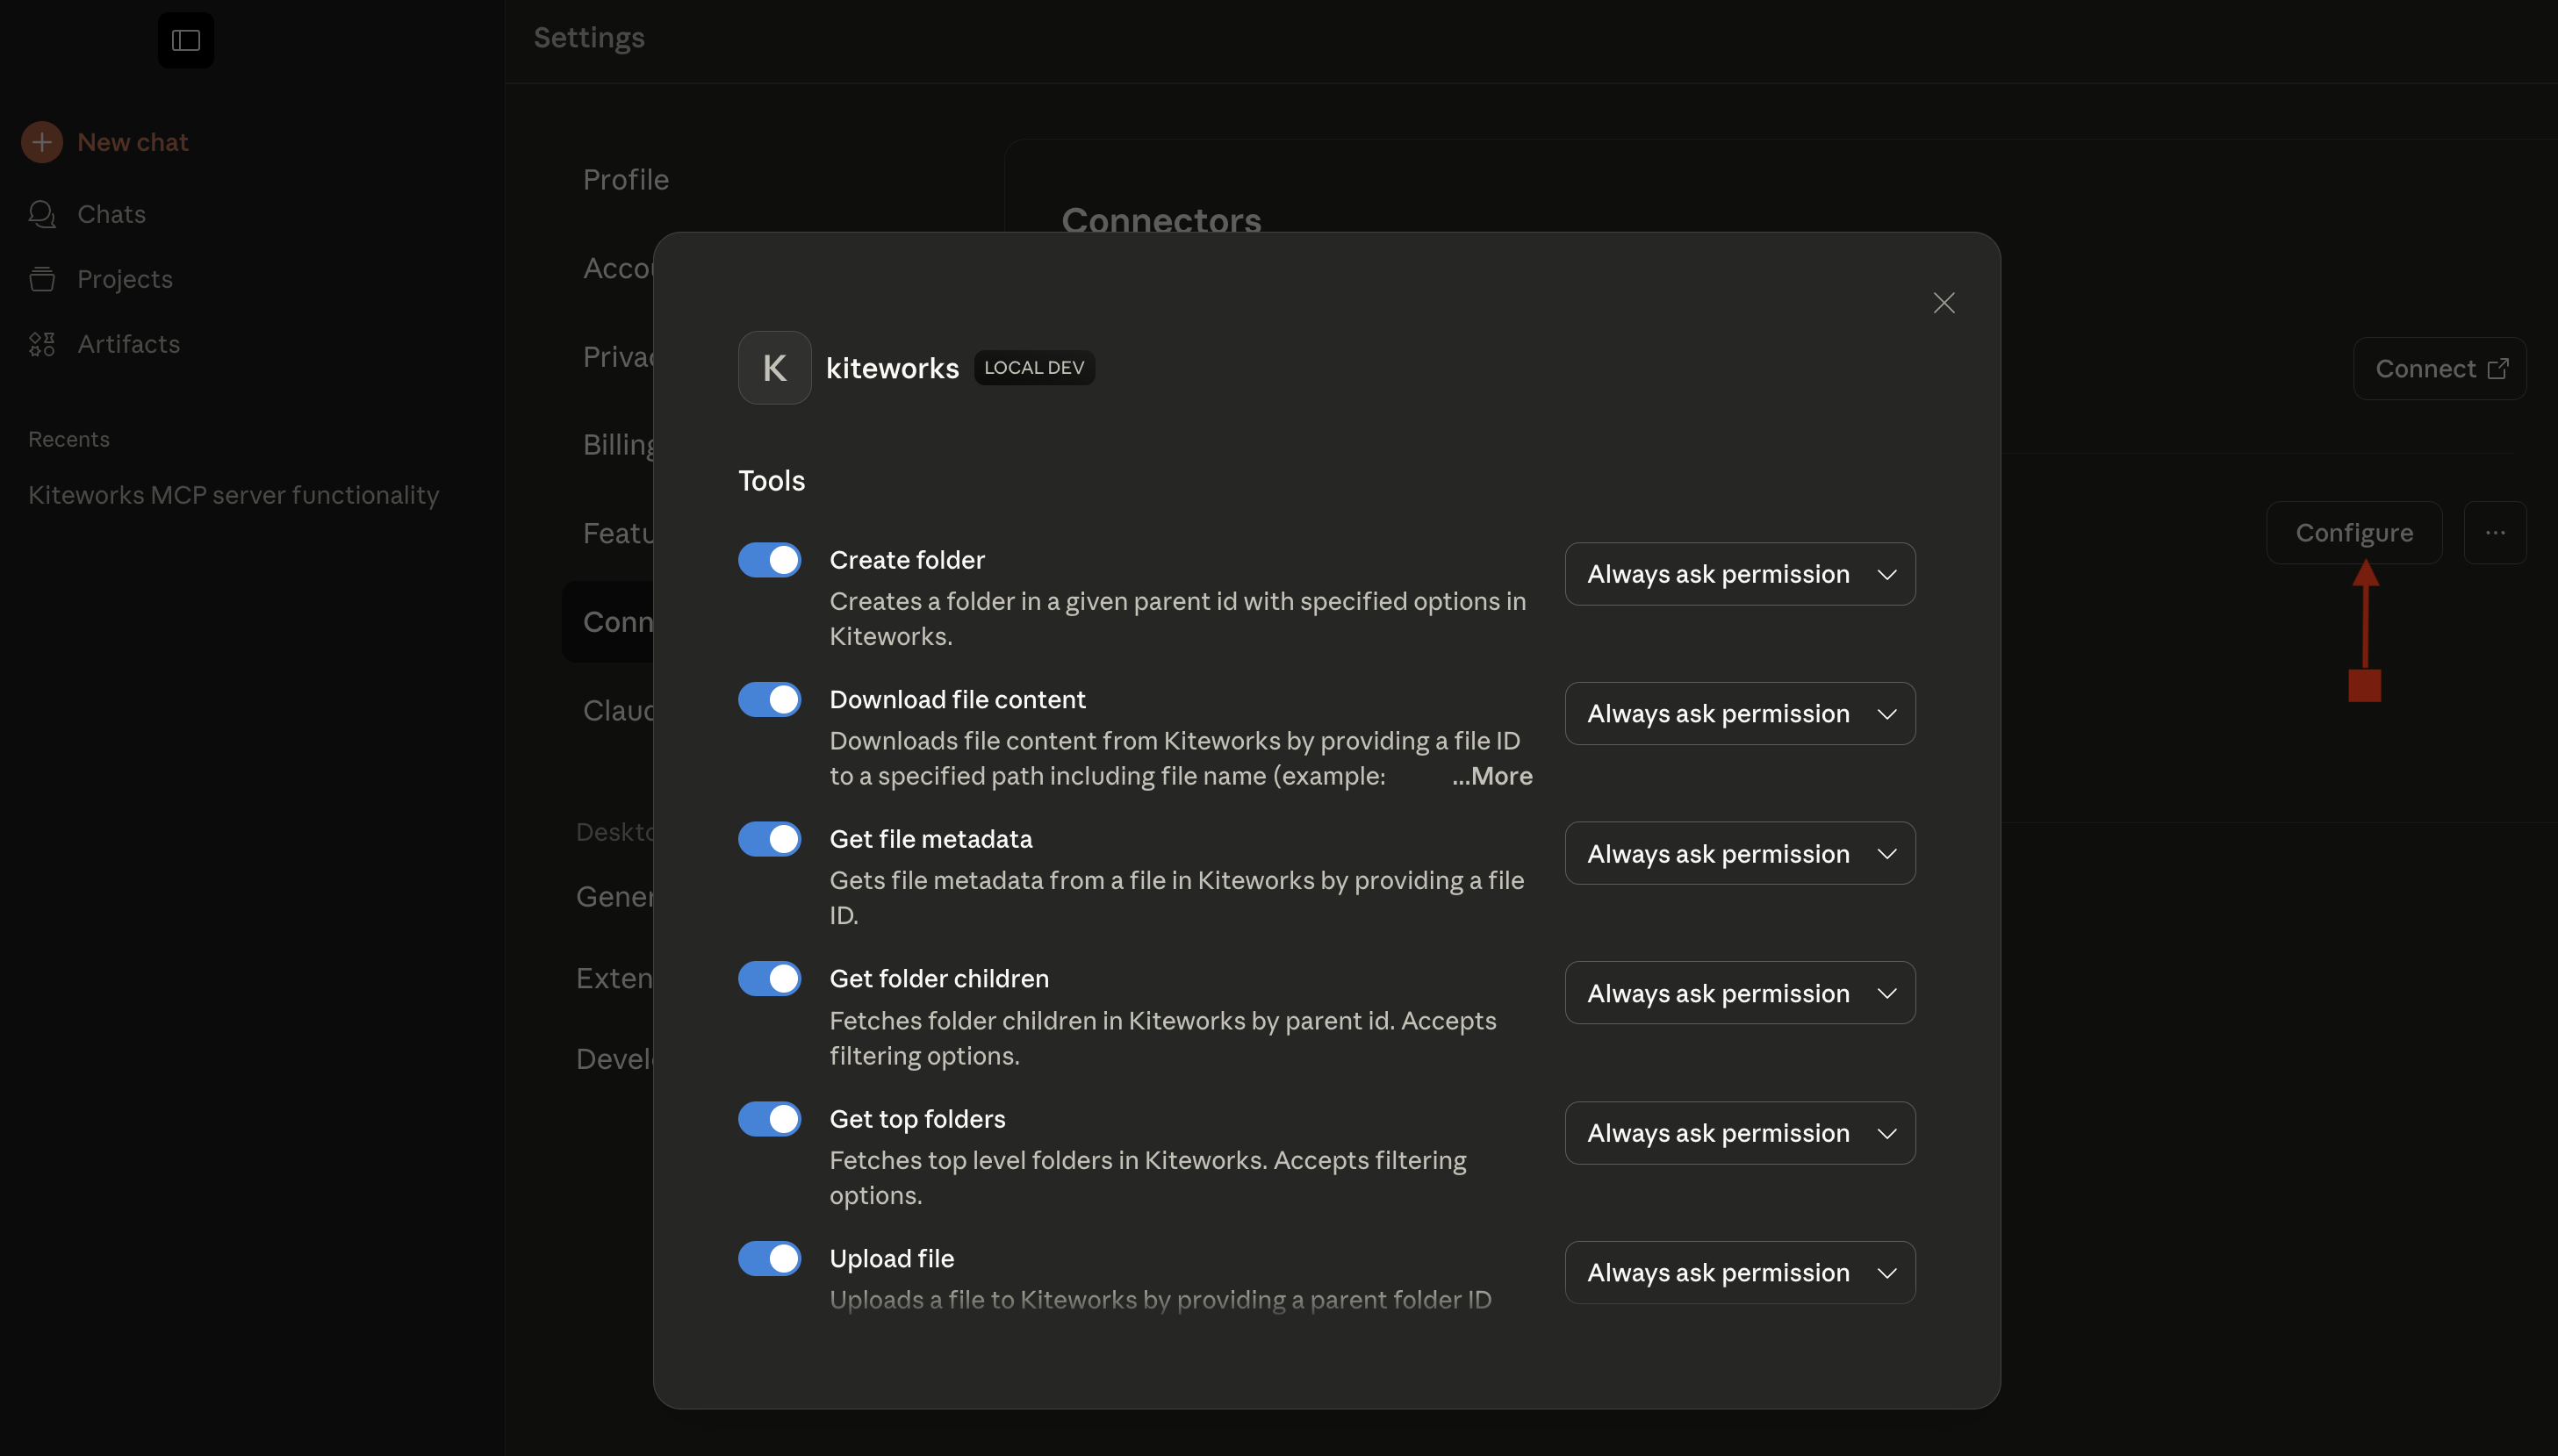 Settings
New chat
Chats
Projects
Artifacts
Recents
Kiteworks MCP server functionality
Profile
Accou
Privac
Billing
Featu
Conn
Claud
Deskto
Gener
Exten
Develo
Connectors
Connect
Configure
...
K
kiteworks
LOCAL DEV
Tools
Create folder
Creates a folder in a given parent id with specified options in
Kiteworks.
Always ask permission
Download file content
Downloads file content from Kiteworks by providing a file ID
to a specified path including file name (example: ...More
Always ask permission
Get file metadata
Gets file metadata from a file in Kiteworks by providing a file
ID.
Always ask permission
Get folder children
Fetches folder children in Kiteworks by parent id. Accepts
filtering options.
Always ask permission
Get top folders
Fetches top level folders in Kiteworks. Accepts filtering
options.
Always ask permission
Upload file
Uploads a file to Kiteworks by providing a parent folder ID
Always ask permission